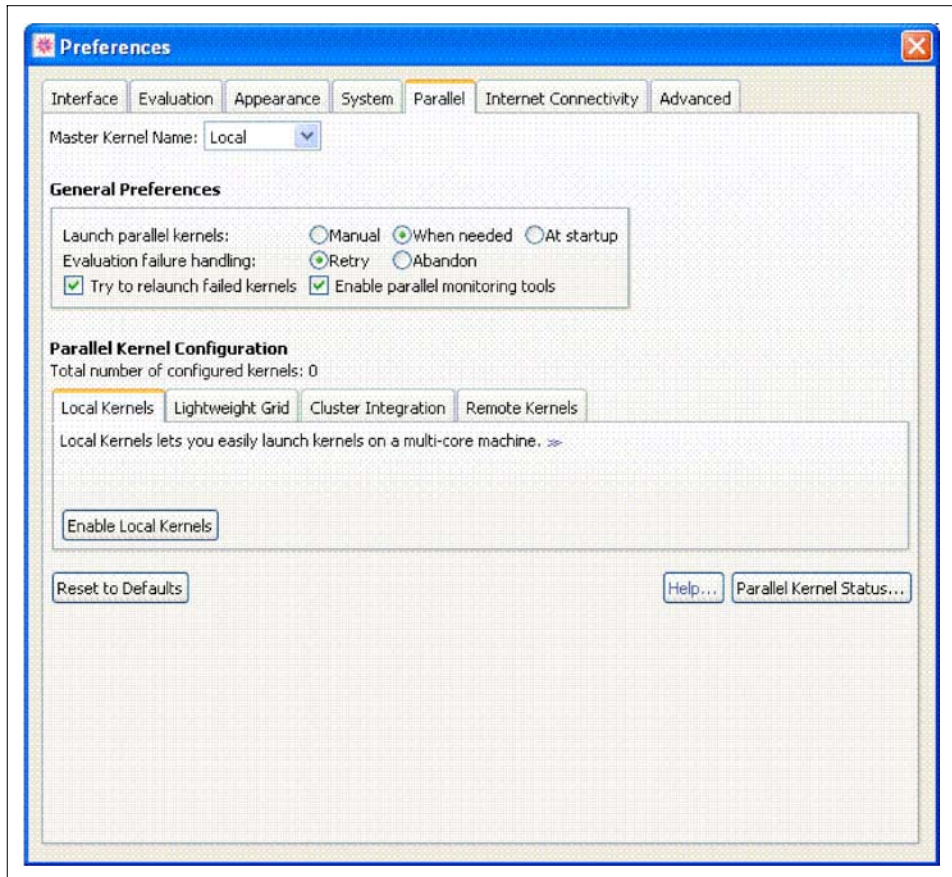 Preferences
Interface Evaluation Appearance System Parallel Internet Connectivity Advanced
Master Kernel Name: Local
General Preferences
Launch parallel kernels: Manual When needed At startup
Evaluation failure handling: Retry Abandon
Try to relaunch failed kernels Enable parallel monitoring tools
Parallel Kernel Configuration
Total number of configured kernels: 0
Local Kernels Lightweight Grid Cluster Integration Remote Kernels
Local Kernels lets you easily launch kernels on a multi-core machine. >>
Enable Local Kernels
Reset to Defaults Help... Parallel Kernel Status...